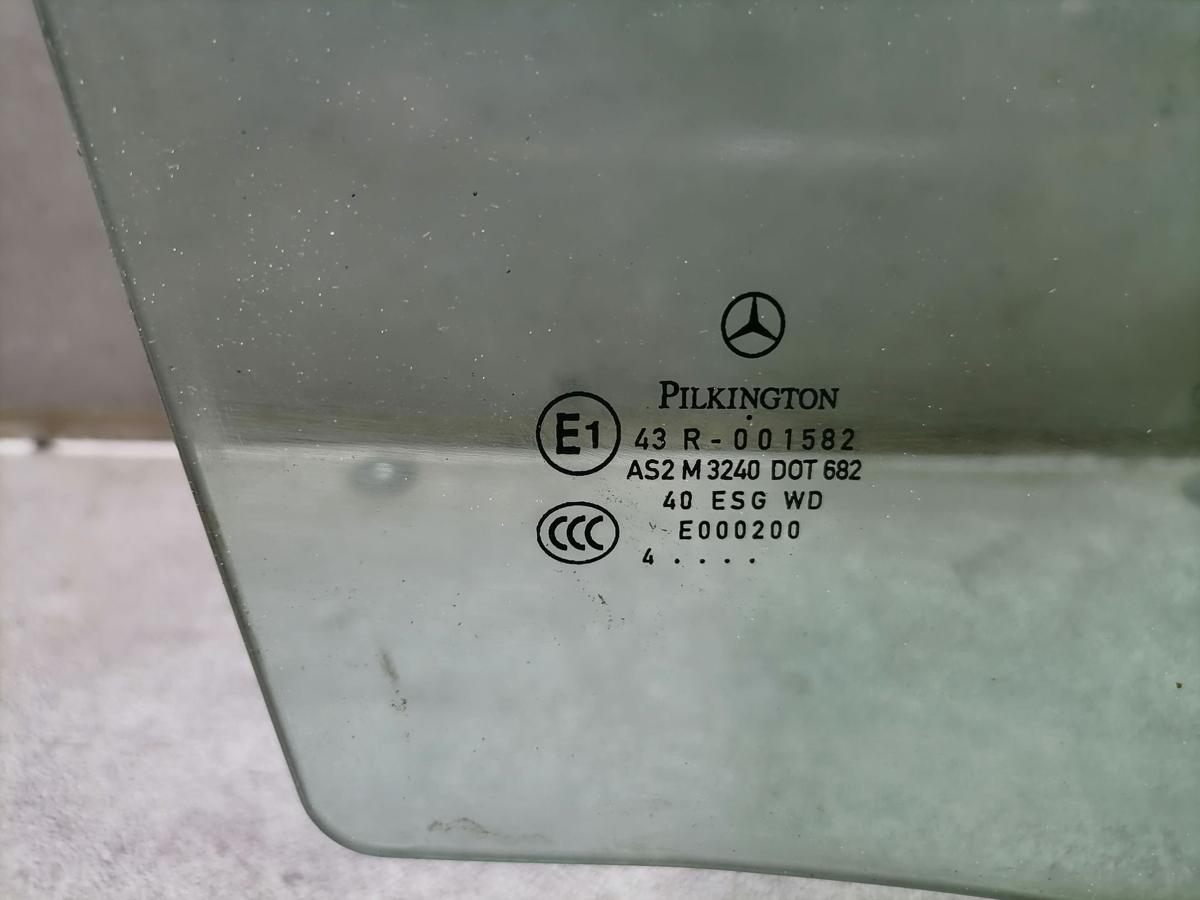 PILKINGTON
E1
43 R - 001582
AS2 M 3240 DOT 682
40 ESG WD
CCC
E000200
4 . . . .